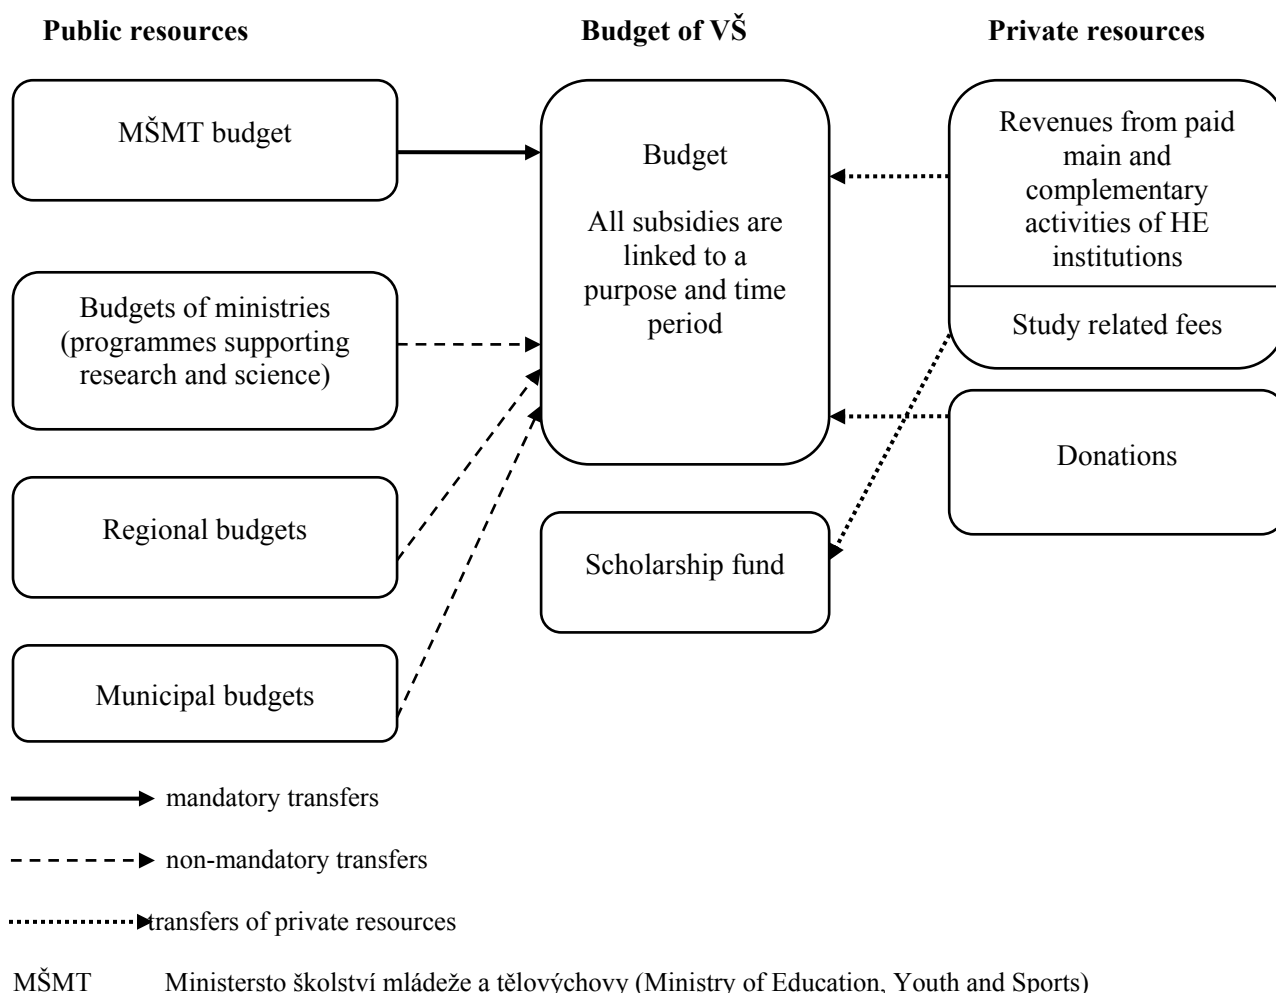 Public resources
Budget of VŠ
Private resources
MŠMT budget
Budgets of ministries
(programmes supporting
research and science)
Regional budgets
Municipal budgets
Budget
All subsidies are
linked to a
purpose and time
period
Scholarship fund
Revenues from paid
main and
complementary
activities of HE
institutions
Study related fees
Donations
mandatory transfers
non-mandatory transfers
transfers of private resources
MŠMT Ministersto školství mládeže a tělovýchovy (Ministry of Education, Youth and Sports)